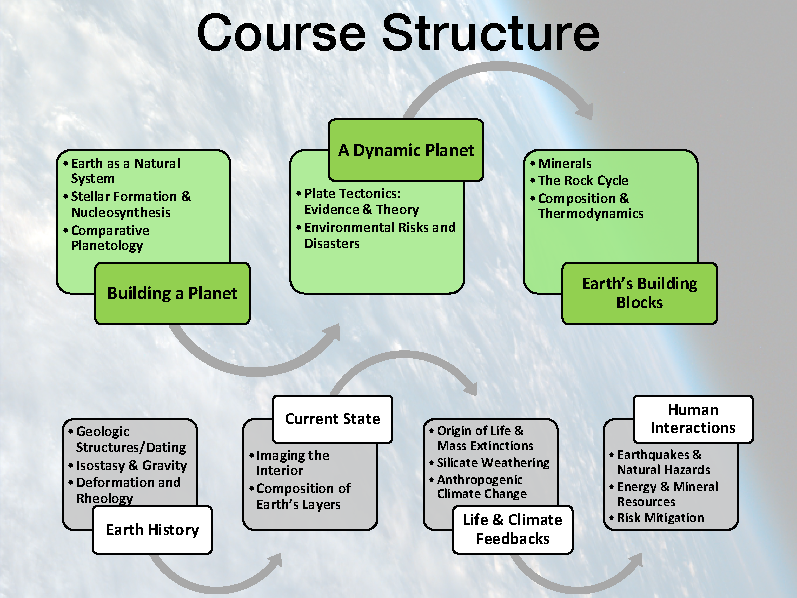 Course Structure
• Earth as a Natural
System
• Stellar Formation &
Nucleosynthesis
• Comparative
Planetology
Building a Planet
A Dynamic Planet
• Plate Tectonics:
Evidence & Theory
• Environmental Risks and
Disasters
• Minerals
• The Rock Cycle
• Composition &
Thermodynamics
Earth's Building
Blocks
• Geologic
Structures/Dating
• Isostasy & Gravity
• Deformation and
Rheology
Earth History
Current State
• Imaging the
Interior
• Composition of
Earth's Layers
• Origin of Life &
Mass Extinctions
• Silicate Weathering
• Anthropogenic
Climate Change
Life & Climate
Feedbacks
Human
Interactions
• Earthquakes &
Natural Hazards
• Energy & Mineral
Resources
• Risk Mitigation